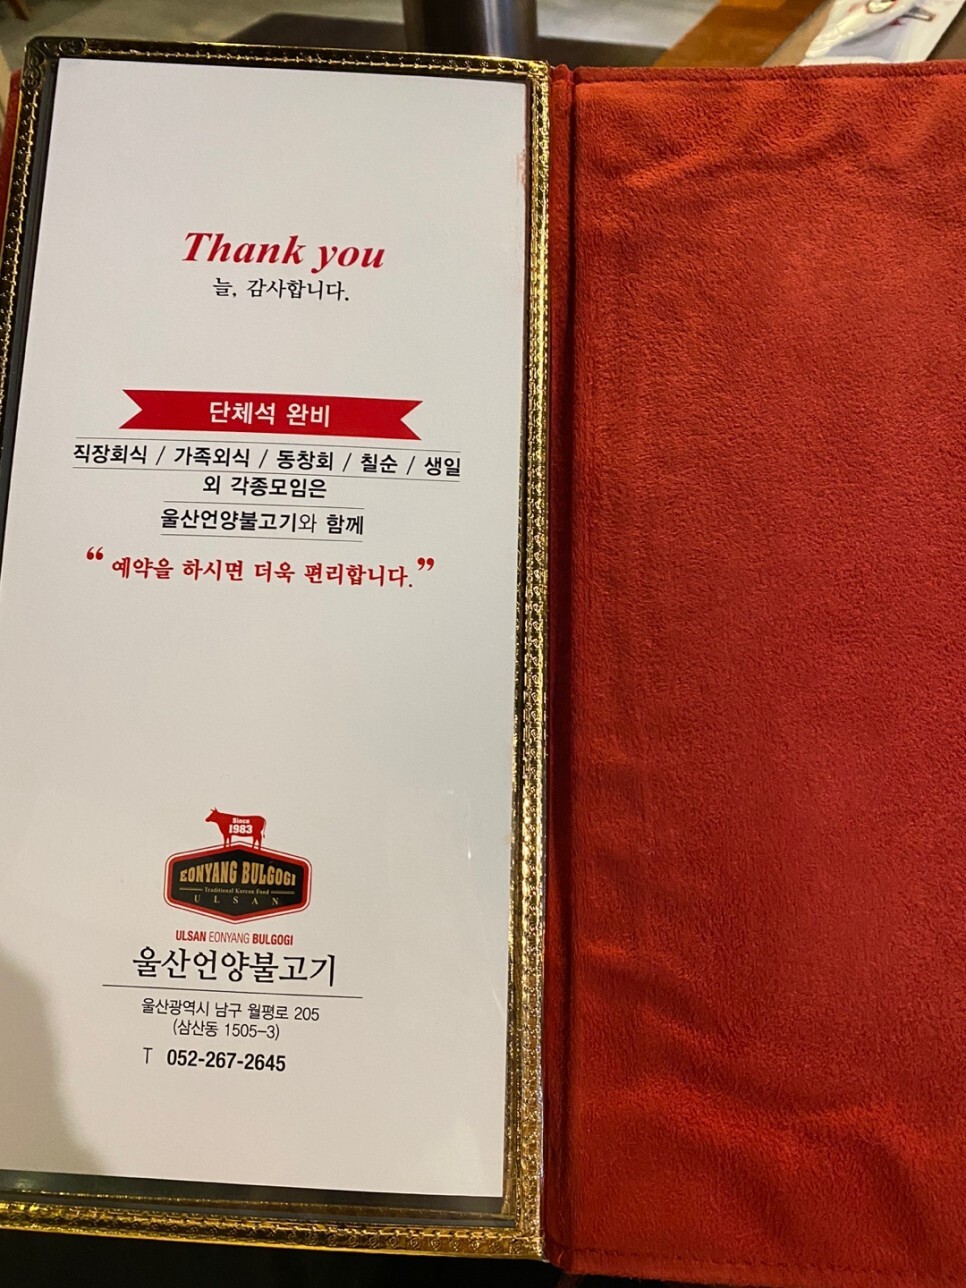 Thank you
늘, 감사합니다.
단체석 완비
직장회식 / 가족외식 / 동창회 / 칠순 / 생일
외 각종모임은
울산언양불고기와 함께
“ 예약을 하시면 더욱 편리합니다. ”
Since
1983
EONYANG BULGOGI
Traditional Korean Food
ULSAN
ULSAN EONYANG BULGOGI
울산언양불고기
울산광역시 남구 월평로 205
(삼산동 1505-3)
T 052-267-2645